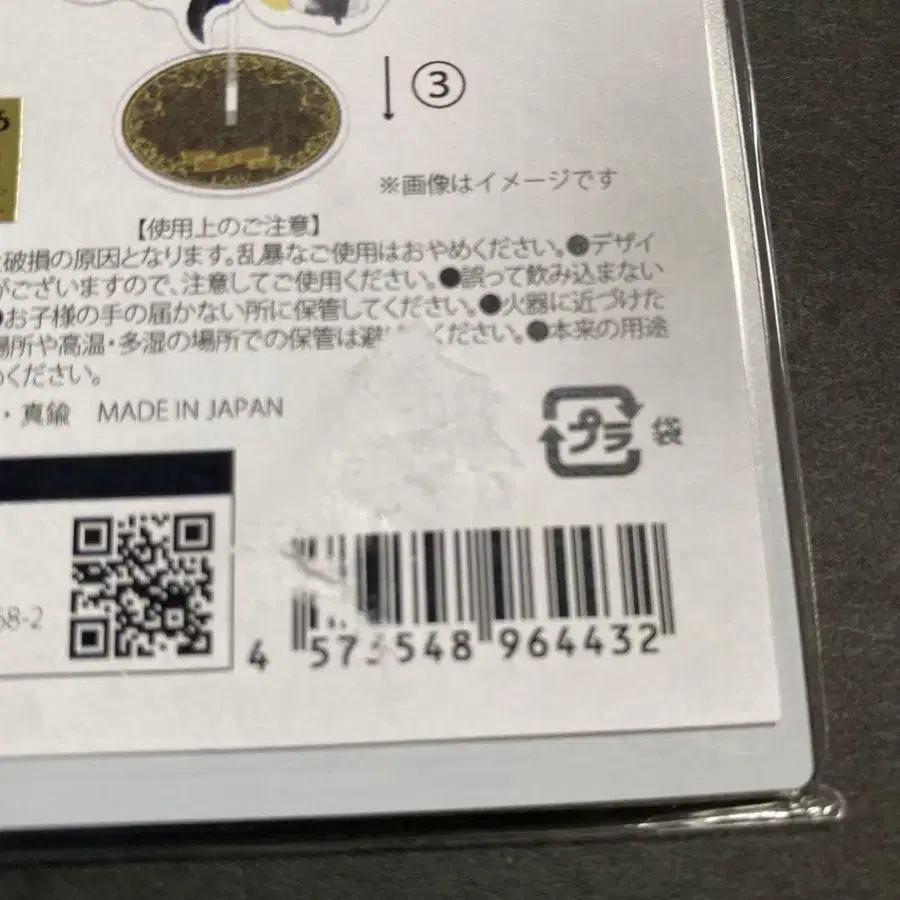 ③
※画像はイメージです
LAW
【使用上のご注意】
破損の原因となります。乱暴なご使用はおやめください。●デザイ
がございますので、注意してご使用ください。●誤って飲み込まない
●お子様の手の届かない所に保管してください。●火器に近づけた
場所や高温・多湿の場所での保管は避 ください。●本来の用途
ください。
・真鍮 MADE IN JAPAN
プラ 袋
68-2
4 573548 964432